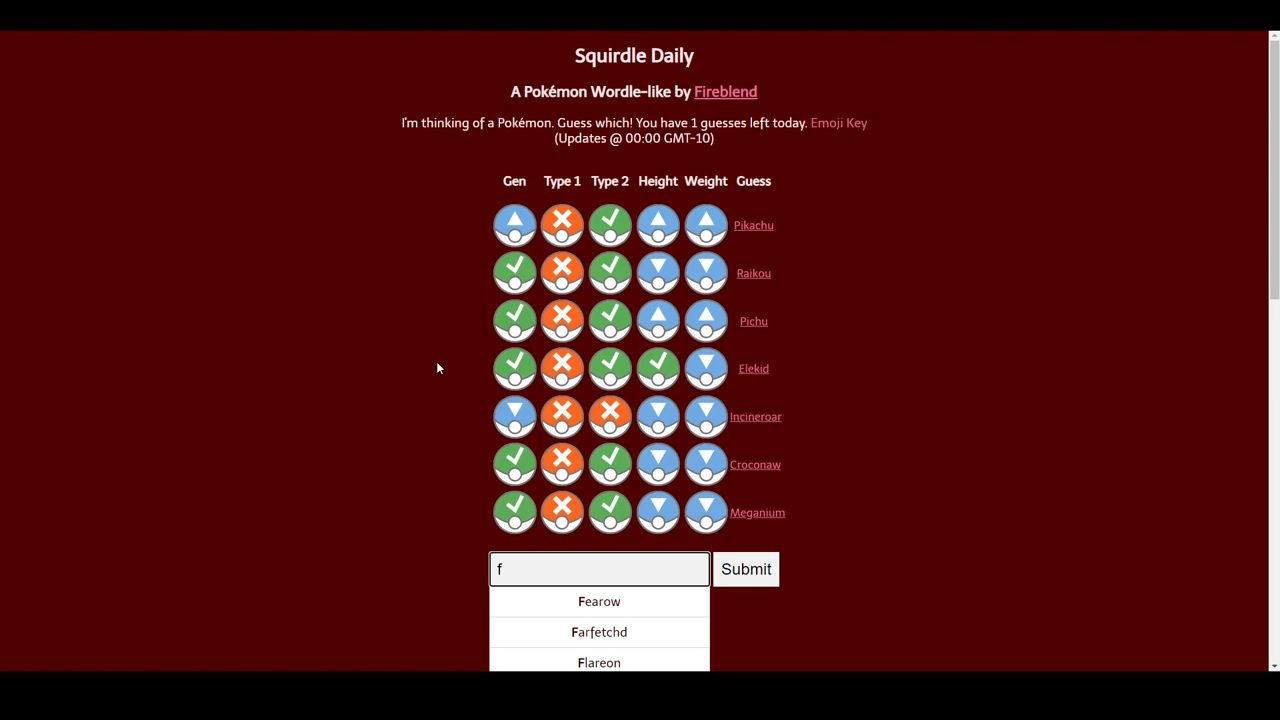 Squirdle Daily
A Pokémon Wordle-like by Fireblend
I'm thinking of a Pokémon. Guess which! You have 1 guesses left today. Emoji Key
(Updates @ 00:00 GMT-10)
Gen Type 1 Type 2 Height Weight Guess
Pikachu
Raikou
Pichu
Elekid
Incineroar
Croconaw
Meganium
f Submit
Fearow
Farfetchd
Flareon